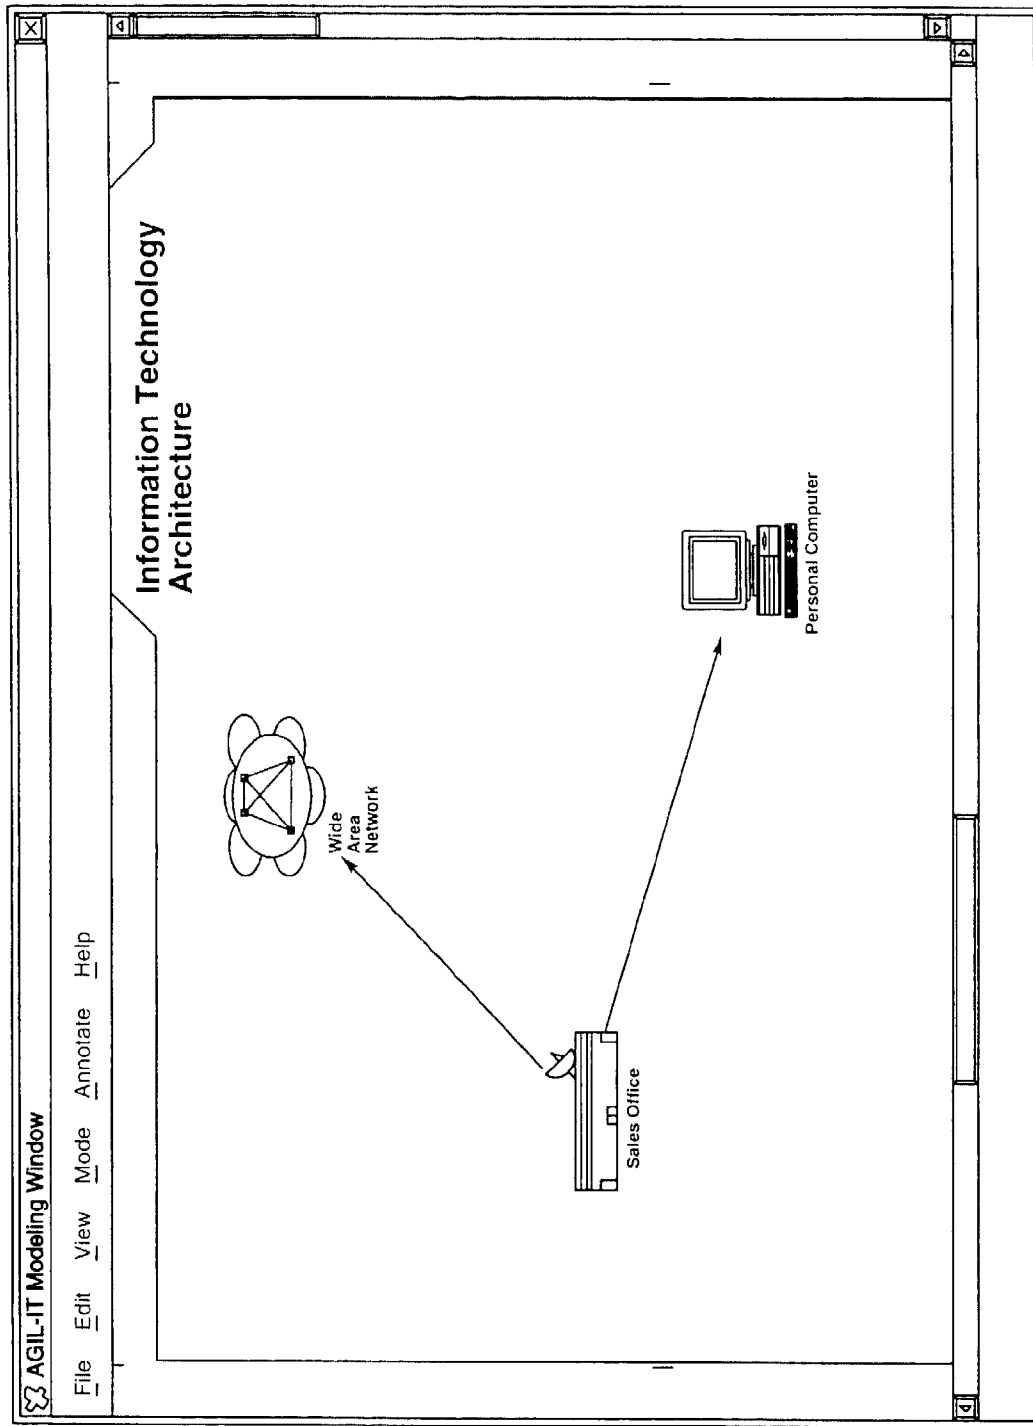 AGIL-IT Modeling Window
File Edit View Mode Annotate Help
Information Technology
Architecture
Wide
Area
Network
Sales Office
Personal Computer